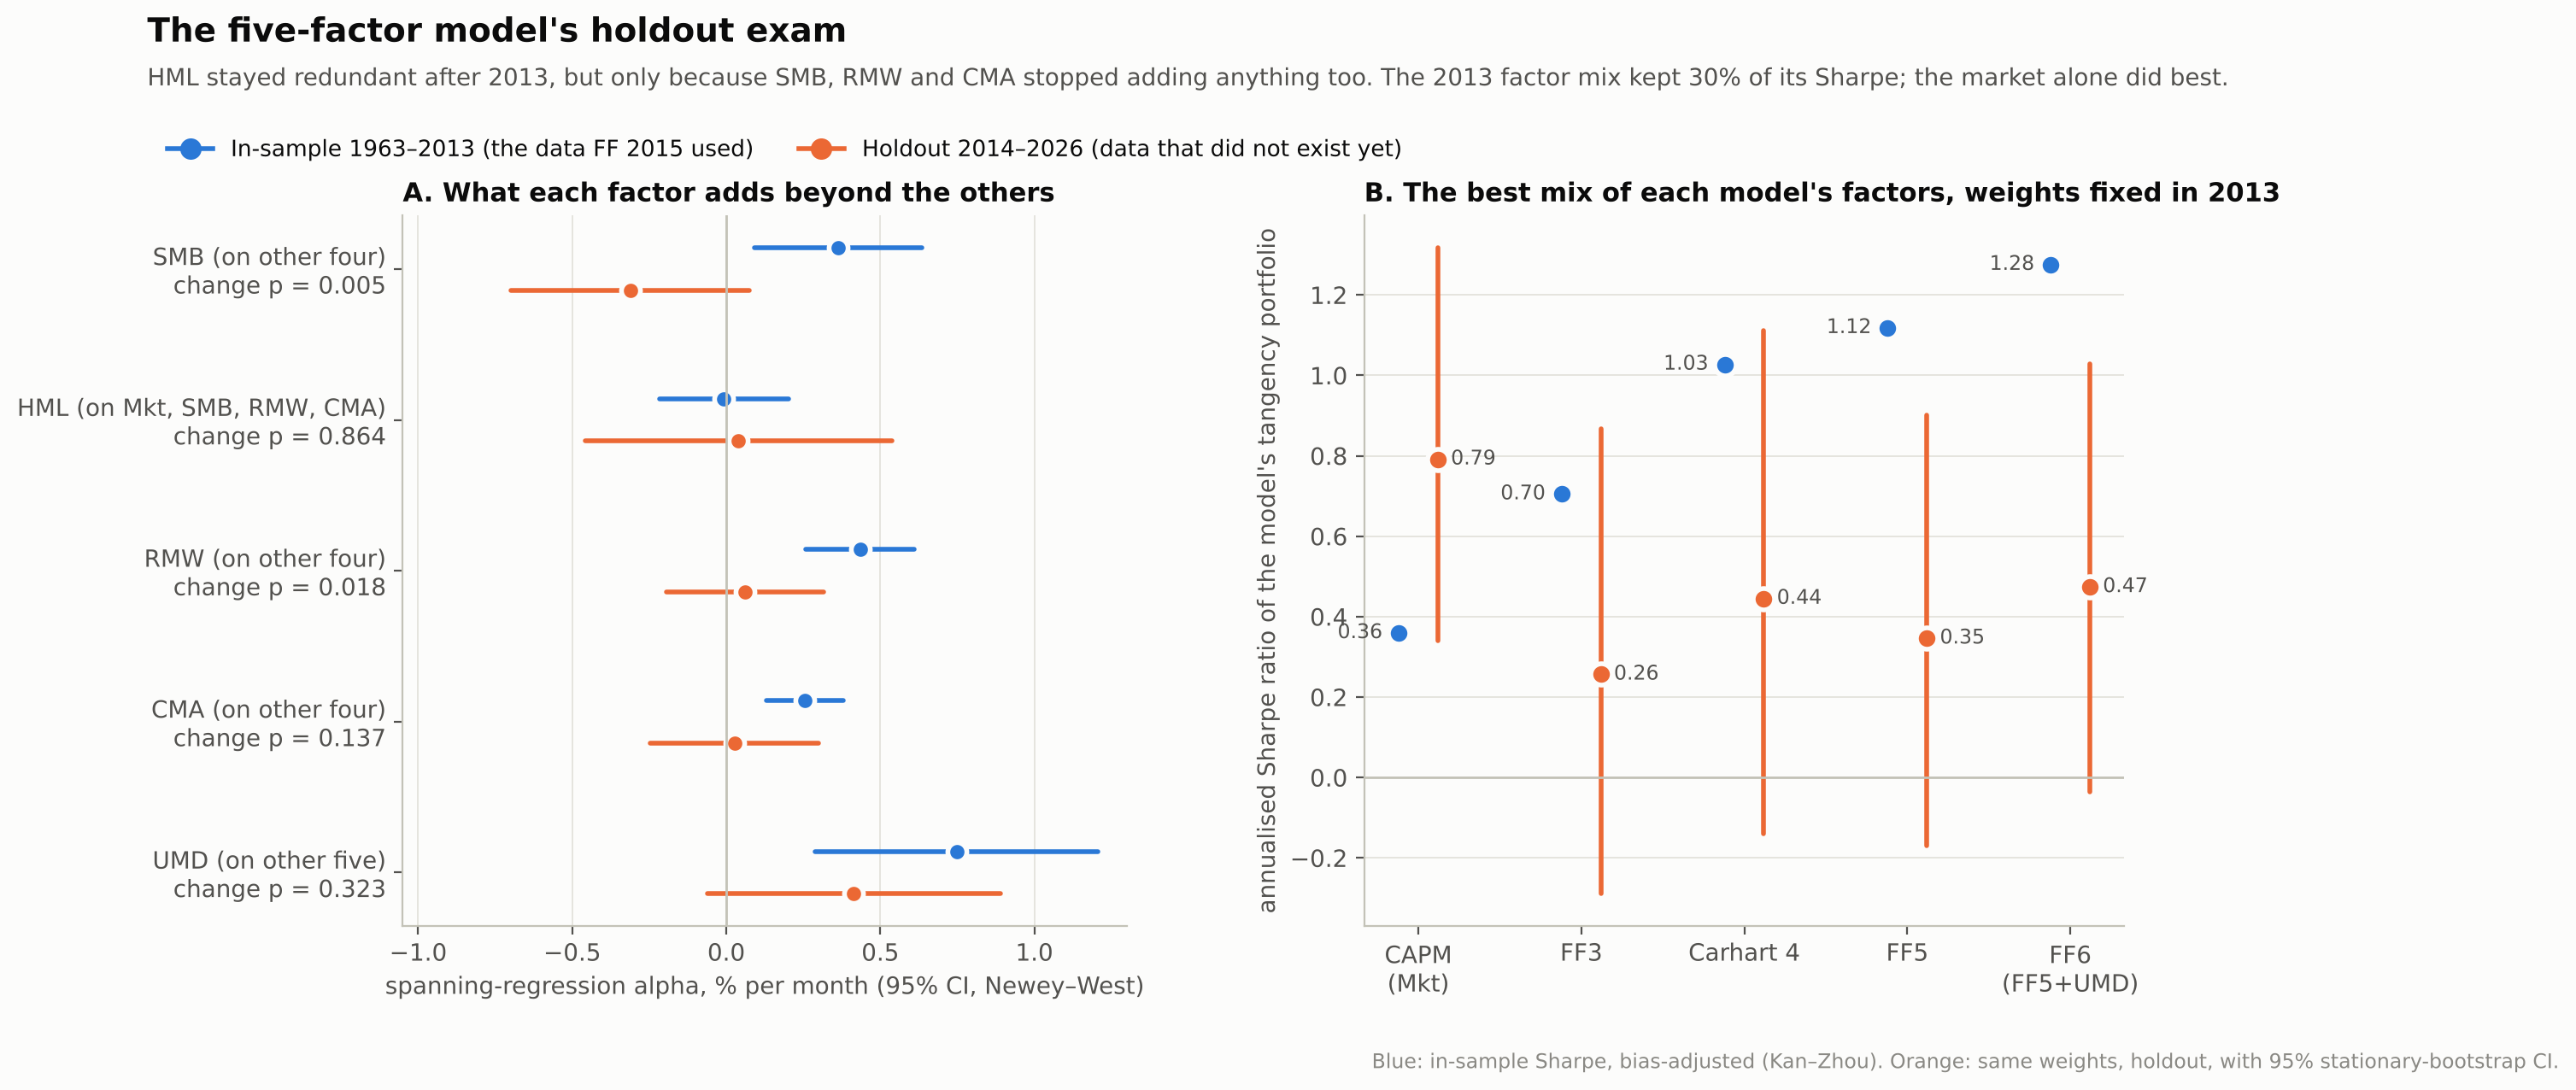 The five-factor model's holdout exam
HML stayed redundant after 2013, but only because SMB, RMW and CMA stopped adding anything too. The 2013 factor mix kept 30% of its Sharpe; the market alone did best.
In-sample 1963–2013 (the data FF 2015 used)
Holdout 2014–2026 (data that did not exist yet)
A. What each factor adds beyond the others
SMB (on other four)
change p = 0.005
HML (on Mkt, SMB, RMW, CMA)
change p = 0.864
RMW (on other four)
change p = 0.018
CMA (on other four)
change p = 0.137
UMD (on other five)
change p = 0.323
−1.0
−0.5
0.0
0.5
1.0
spanning-regression alpha, % per month (95% CI, Newey–West)
B. The best mix of each model's factors, weights fixed in 2013
annualised Sharpe ratio of the model's tangency portfolio
1.2
1.0
0.8
0.6
0.4
0.2
0.0
−0.2
0.36
0.79
0.70
0.26
1.03
0.44
1.12
0.35
1.28
0.47
CAPM
(Mkt)
FF3
Carhart 4
FF5
FF6
(FF5+UMD)
Blue: in-sample Sharpe, bias-adjusted (Kan–Zhou). Orange: same weights, holdout, with 95% stationary-bootstrap CI.